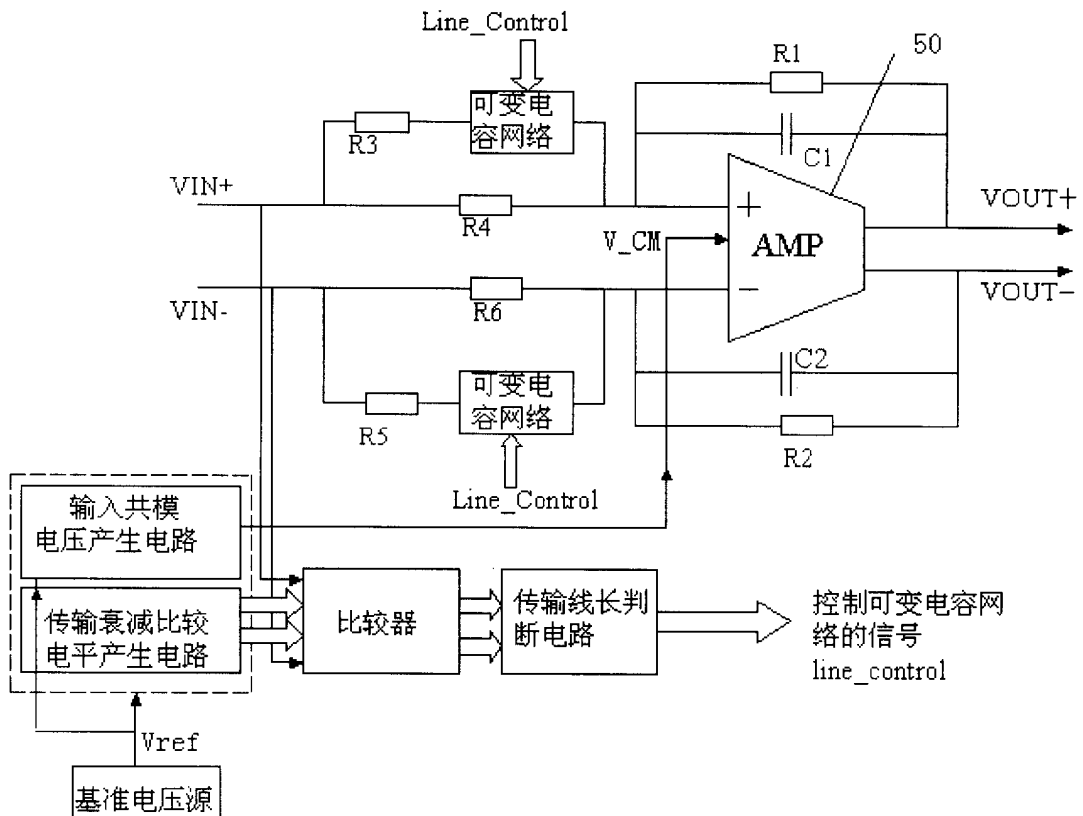 Line_Control
50
R1
可变电
容网络
R3
C1
VIN+
VOUT+
R4
V_CM
AMP
+
−
VIN-
R6
VOUT−
可变电
容网络
C2
R5
R2
Line_Control
输入共模
电压产生电路
传输衰减比较
电平产生电路
比较器
传输线长判
断电路
控制可变电容网
络的信号
line_control
Vref
基准电压源